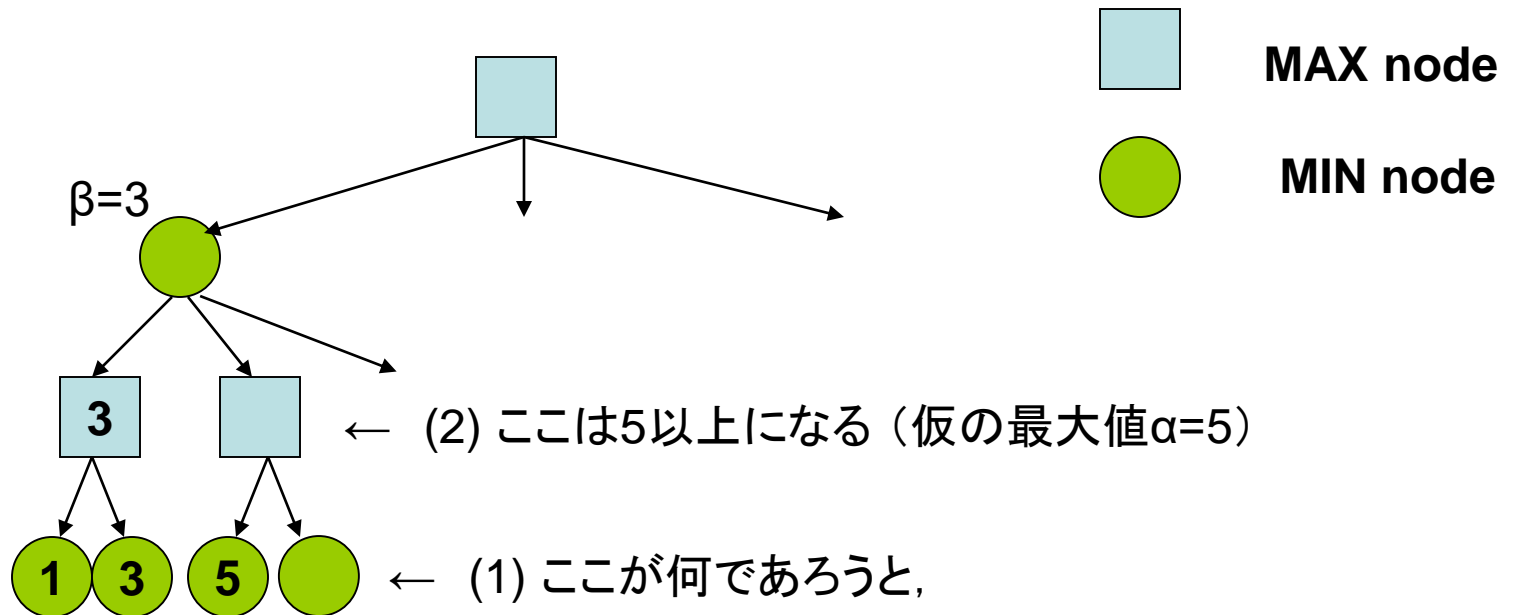 MAX node
MIN node
β=3
3
← (2) ここは5以上になる（仮の最大値α=5）
1 3 5
← (1) ここが何であろうと,